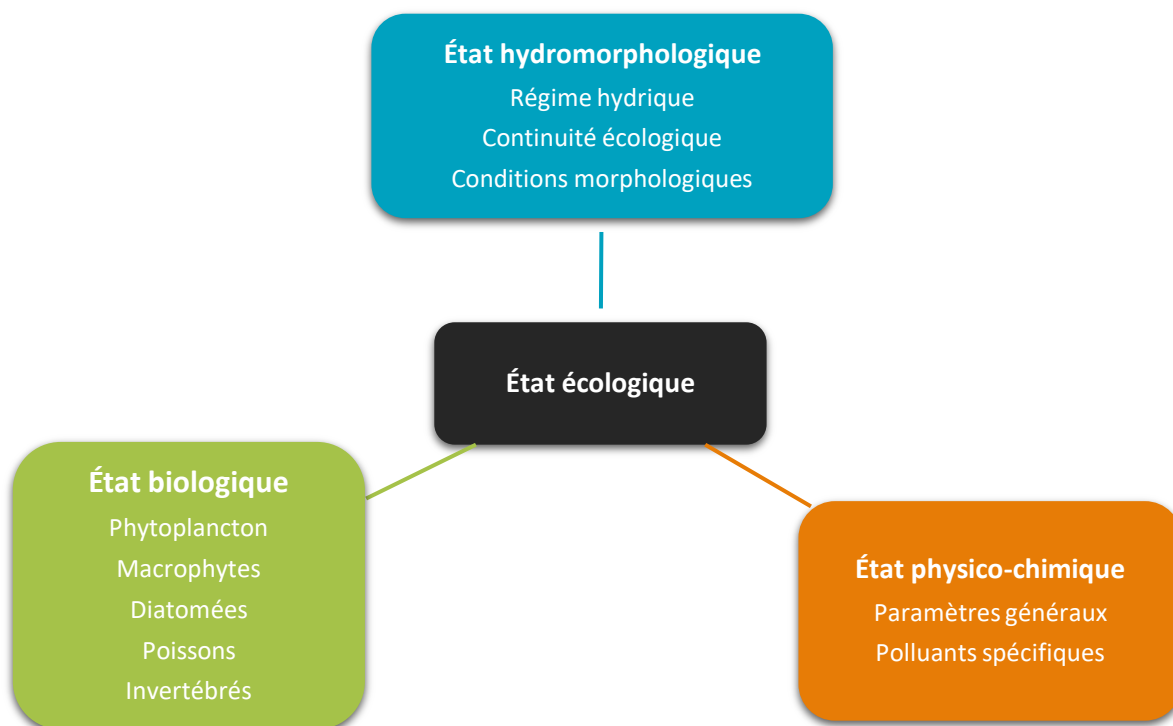 État hydromorphologique
Régime hydrique
Continuité écologique
Conditions morphologiques
État écologique
État biologique
Phytoplancton
Macrophytes
Diatomées
Poissons
Invertébrés
État physico-chimique
Paramètres généraux
Polluants spécifiques